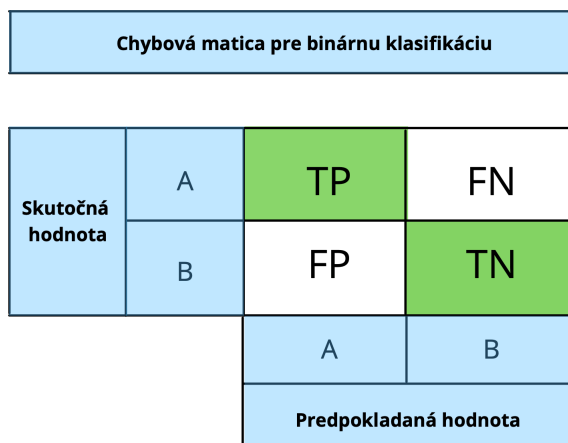 Chybová matica pre binárnu klasifikáciu
A
TP
FN
Skutočná
hodnota
B
FP
TN
A
B
Predpokladaná hodnota